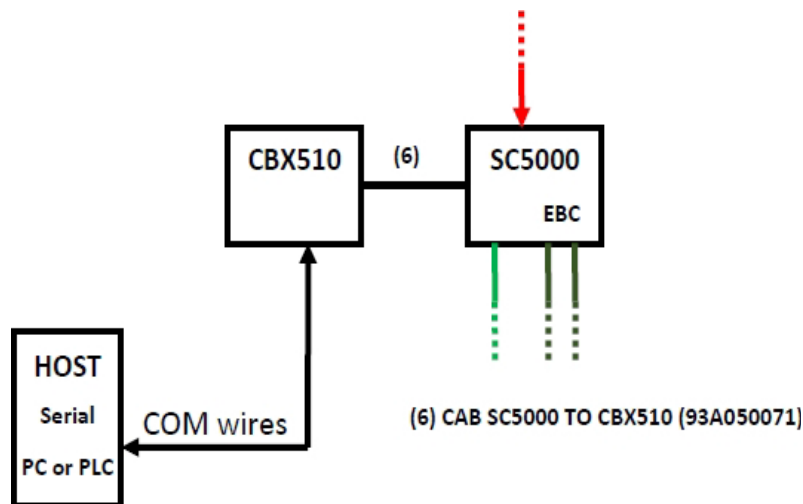 CBX510
(6)
SC5000
EBC
HOST
Serial
PC or PLC
COM wires
(6) CAB SC5000 TO CBX510 (93A050071)